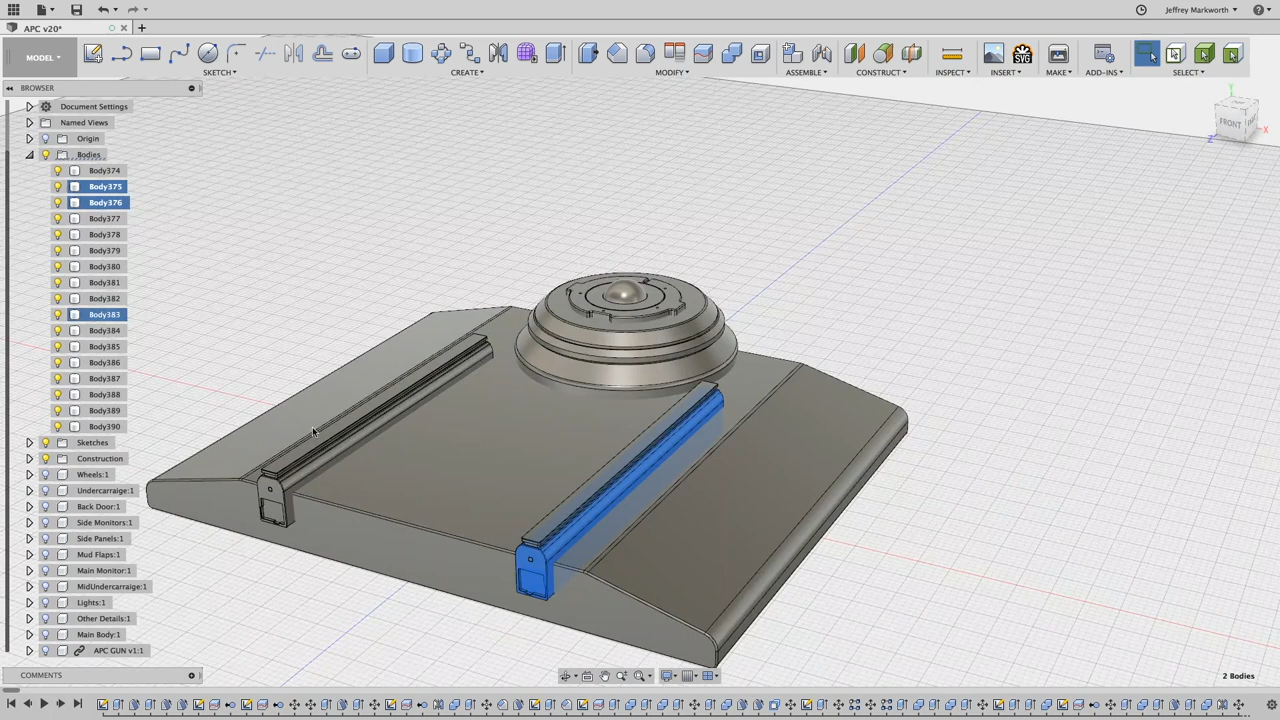 Jeffrey Markworth
APC v20*
MODEL
SKETCH
CREATE
MODIFY
ASSEMBLE
CONSTRUCT
INSPECT
INSERT
SVG
MAKE
ADD-INS
SELECT
BROWSER
Document Settings
Named Views
Origin
Bodies
Body374
Body375
Body376
Body377
Body378
Body379
Body380
Body381
Body382
Body383
Body384
Body385
Body386
Body387
Body388
Body389
Body390
Sketches
Construction
Wheels:1
Undercarraige:1
Back Door:1
Side Monitors:1
Side Panels:1
Mud Flaps:1
Main Monitor:1
MidUndercarraige:1
Lights:1
Other Details:1
Main Body:1
APC GUN v1:1
Y
FRONT
X
Z
COMMENTS
2 Bodies